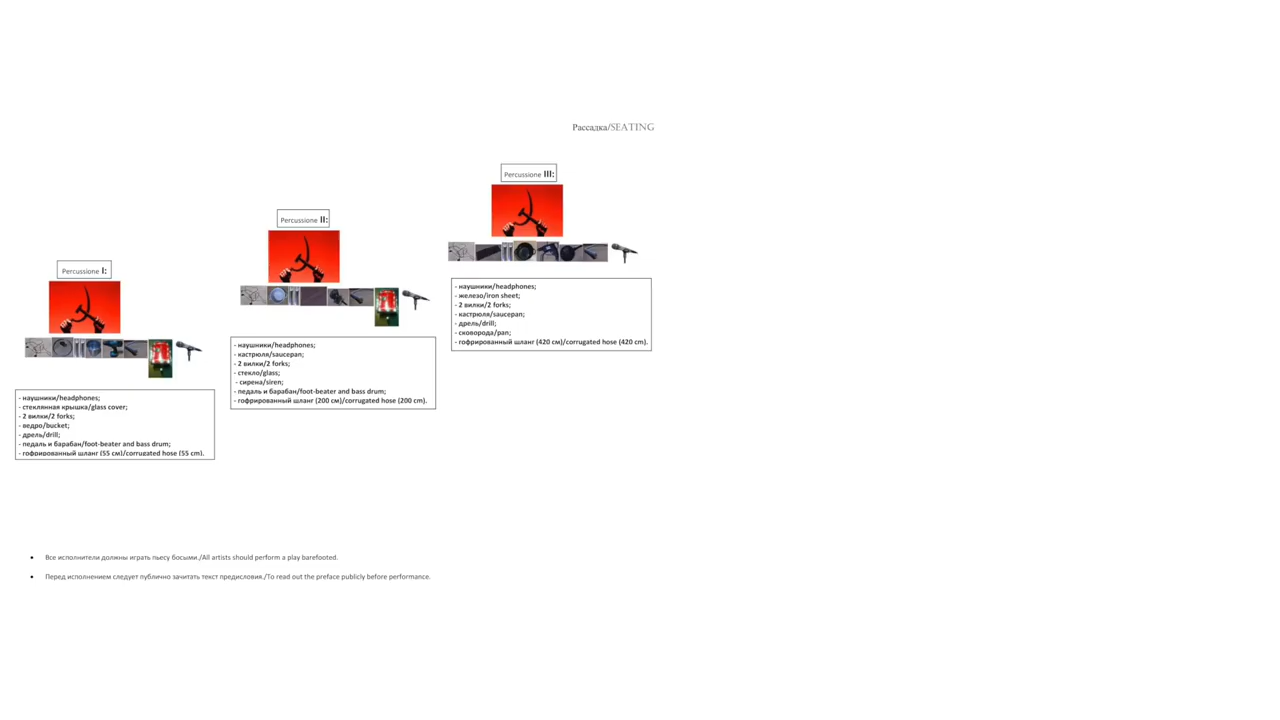 Рассадка/SEATING
Percussione I:
- наушники/headphones;
- стеклянная крышка/glass cover;
- 2 вилки/2 forks;
- ведро/bucket;
- дрель/drill;
- педаль и барабан/foot-beater and bass drum;
- гофрированный шланг (55 см)/corrugated hose (55 cm).
Percussione II:
- наушники/headphones;
- кастрюля/saucepan;
- 2 вилки/2 forks;
- стекло/glass;
- сирена/siren;
- педаль и барабан/foot-beater and bass drum;
- гофрированный шланг (200 см)/corrugated hose (200 cm).
Percussione III:
- наушники/headphones;
- железо/iron sheet;
- 2 вилки/2 forks;
- кастрюля/saucepan;
- дрель/drill;
- сковорода/pan;
- гофрированный шланг (420 см)/corrugated hose (420 cm).
• Все исполнители должны играть пьесу босыми./All artists should perform a play barefooted.
• Перед исполнением следует публично зачитать текст предисловия./To read out the preface publicly before performance.